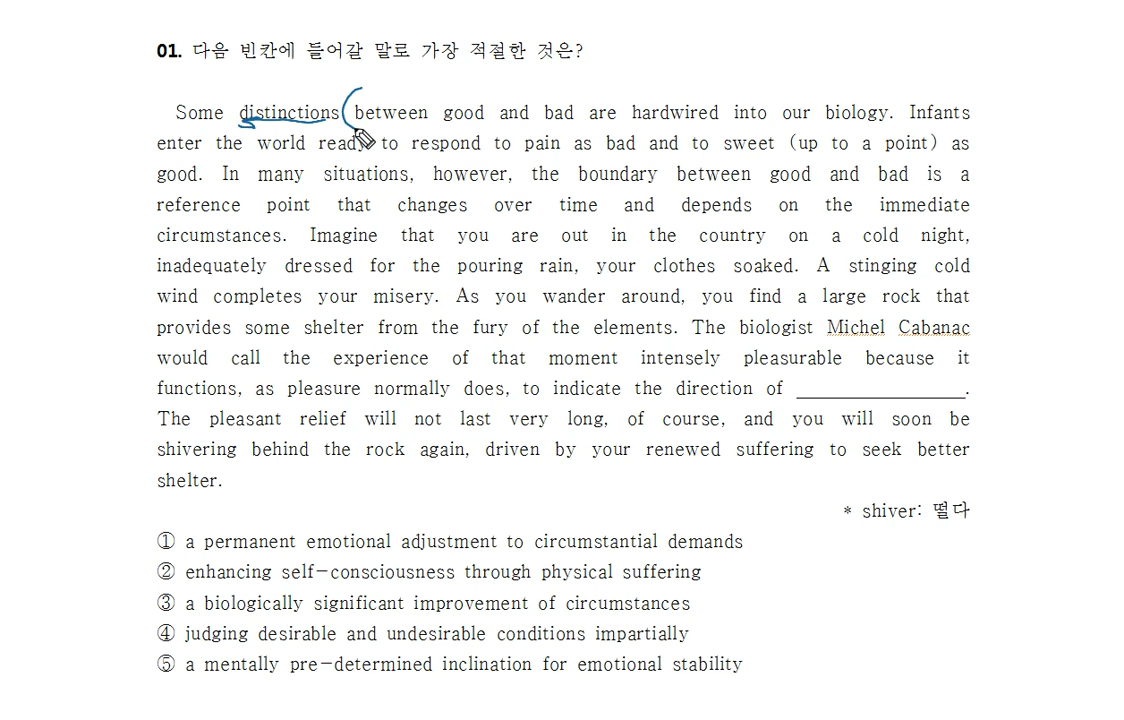 01. 다음 빈칸에 들어갈 말로 가장 적절한 것은?
Some distinctions between good and bad are hardwired into our biology. Infants
enter the world ready to respond to pain as bad and to sweet (up to a point) as
good. In many situations, however, the boundary between good and bad is a
reference point that changes over time and depends on the immediate
circumstances. Imagine that you are out in the country on a cold night,
inadequately dressed for the pouring rain, your clothes soaked. A stinging cold
wind completes your misery. As you wander around, you find a large rock that
provides some shelter from the fury of the elements. The biologist Michel Cabanac
would call the experience of that moment intensely pleasurable because it
functions, as pleasure normally does, to indicate the direction of ________________.
The pleasant relief will not last very long, of course, and you will soon be
shivering behind the rock again, driven by your renewed suffering to seek better
shelter.
* shiver: 떨다
① a permanent emotional adjustment to circumstantial demands
② enhancing self-consciousness through physical suffering
③ a biologically significant improvement of circumstances
④ judging desirable and undesirable conditions impartially
⑤ a mentally pre-determined inclination for emotional stability